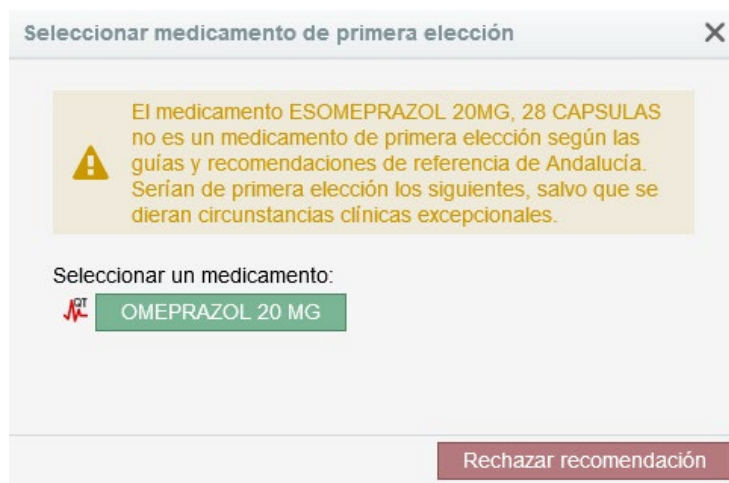 Seleccionar medicamento de primera elección
El medicamento ESOMEPRAZOL 20MG, 28 CAPSULAS
no es un medicamento de primera elección según las
guías y recomendaciones de referencia de Andalucía.
Serían de primera elección los siguientes, salvo que se
dieran circunstancias clínicas excepcionales.
Seleccionar un medicamento:
QT
OMEPRAZOL 20 MG
Rechazar recomendación